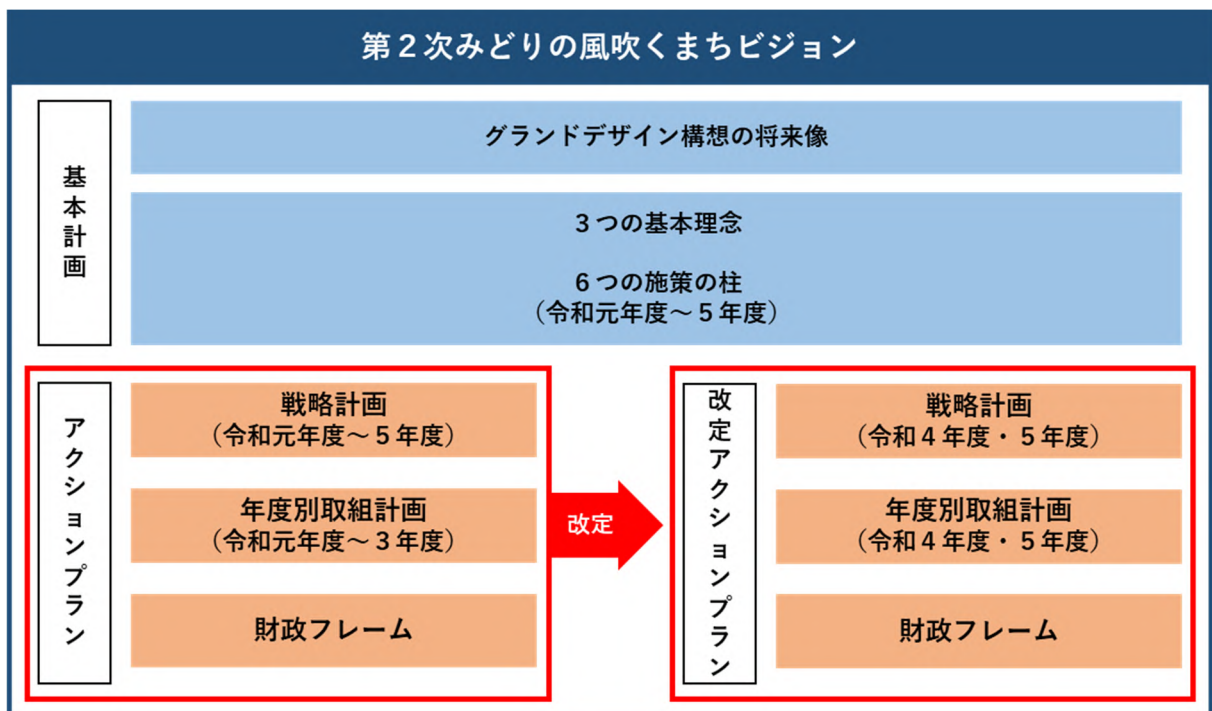 第２次みどりの風吹くまちビジョン
基本計画
グランドデザイン構想の将来像
３つの基本理念
６つの施策の柱
（令和元年度～５年度）
アクションプラン
戦略計画
（令和元年度～５年度）
年度別取組計画
（令和元年度～３年度）
財政フレーム
改定
改定アクションプラン
戦略計画
（令和４年度・５年度）
年度別取組計画
（令和４年度・５年度）
財政フレーム